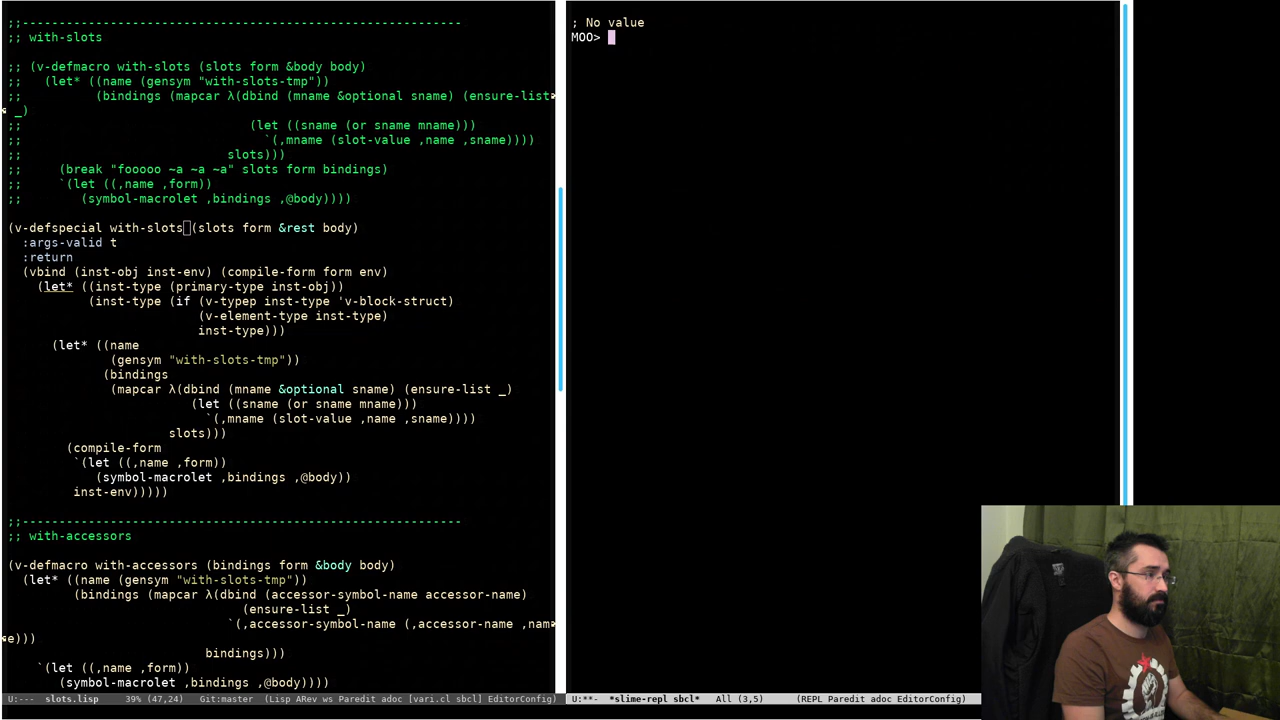 ;;------------------------------------------------------------
;; with-slots
;; (v-defmacro with-slots (slots form &body body)
;;   (let* ((name (gensym "with-slots-tmp"))
;;          (bindings (mapcar λ(dbind (mname &optional sname) (ensure-list
_)
;;                               (let ((sname (or sname mname)))
;;                                 `(,mname (slot-value ,name ,sname))))
;;                            slots)))
;;     (break "fooooo ~a ~a ~a" slots form bindings)
;;     `(let ((,name ,form))
;;        (symbol-macrolet ,bindings ,@body))))
(v-defspecial with-slots (slots form &rest body)
  :args-valid t
  :return
  (vbind (inst-obj inst-env) (compile-form form env)
    (let* ((inst-type (primary-type inst-obj))
           (inst-type (if (v-typep inst-type 'v-block-struct)
                          (v-element-type inst-type)
                          inst-type)))
      (let* ((name
              (gensym "with-slots-tmp"))
             (bindings
              (mapcar λ(dbind (mname &optional sname) (ensure-list _)
                         (let ((sname (or sname mname)))
                           `(,mname (slot-value ,name ,sname))))
                      slots)))
        (compile-form
         `(let ((,name ,form))
            (symbol-macrolet ,bindings ,@body))
         inst-env)))))
;;------------------------------------------------------------
;; with-accessors
(v-defmacro with-accessors (bindings form &body body)
  (let* ((name (gensym "with-slots-tmp"))
         (bindings (mapcar λ(dbind (accessor-symbol-name accessor-name)
                                (ensure-list _)
                              `(,accessor-symbol-name (,accessor-name ,nam
e)))
                           bindings)))
    `(let ((,name ,form))
       (symbol-macrolet ,bindings ,@body))))
U:---  slots.lisp   39% (47,24)   Git:master  (Lisp ARev ws Paredit adoc [vari.cl sbcl] EditorConfig)
; No value
MOO>
U:**-  *slime-repl sbcl*  All (3,5)    (REPL Paredit adoc EditorConfig)